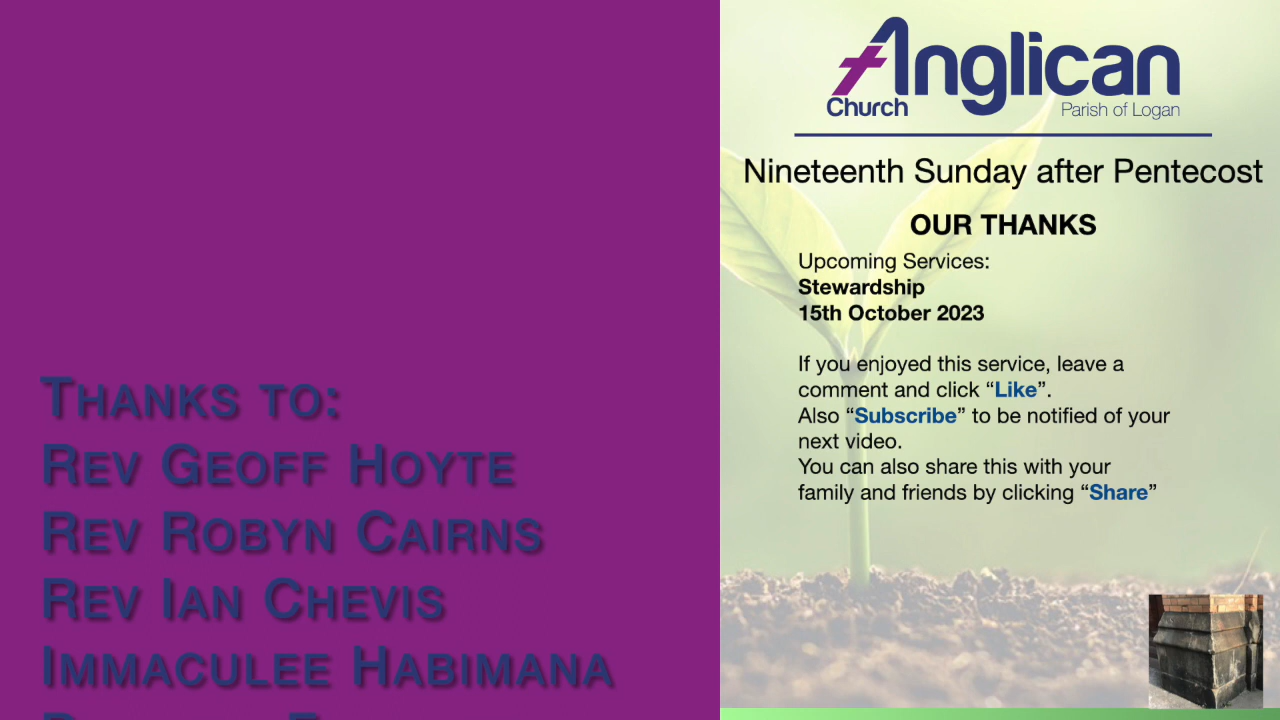 THANKS TO:
REV GEOFF HOYTE
REV ROBYN CAIRNS
REV IAN CHEVIS
IMMACULEE HABIMANA
Anglican
Church
Parish of Logan
Nineteenth Sunday after Pentecost
OUR THANKS
Upcoming Services:
Stewardship
15th October 2023
If you enjoyed this service, leave a
comment and click “Like”.
Also “Subscribe” to be notified of your
next video.
You can also share this with your
family and friends by clicking “Share”